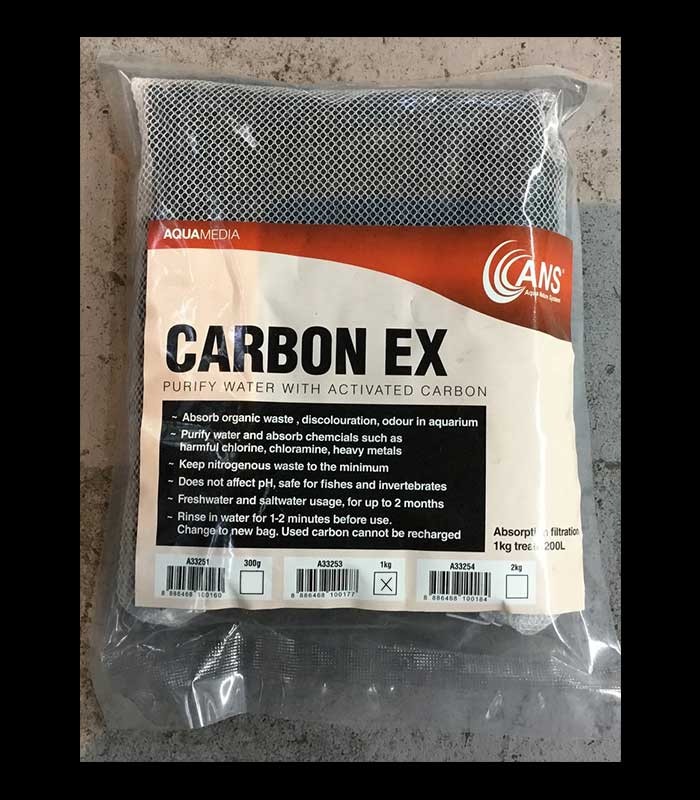 AQUAMEDIA
ANS
CARBON EX
PURIFY WATER WITH ACTIVATED CARBON
~ Absorb organic waste , discolouration, odour in aquarium
~ Purify water and absorb chemcials such as
harmful chlorine, chloramine, heavy metals
~ Keep nitrogenous waste to the minimum
~ Does not affect pH, safe for fishes and invertebrates
~ Freshwater and saltwater usage, for up to 2 months
~ Rinse in water for 1-2 minutes before use.
Change to new bag. Used carbon cannot be recharged
Absorption filtration
1kg treats 200L
A33251 300g
8 886468 100160
A33253 1kg
8 886468 100177
A33254 2kg
8 886468 100184